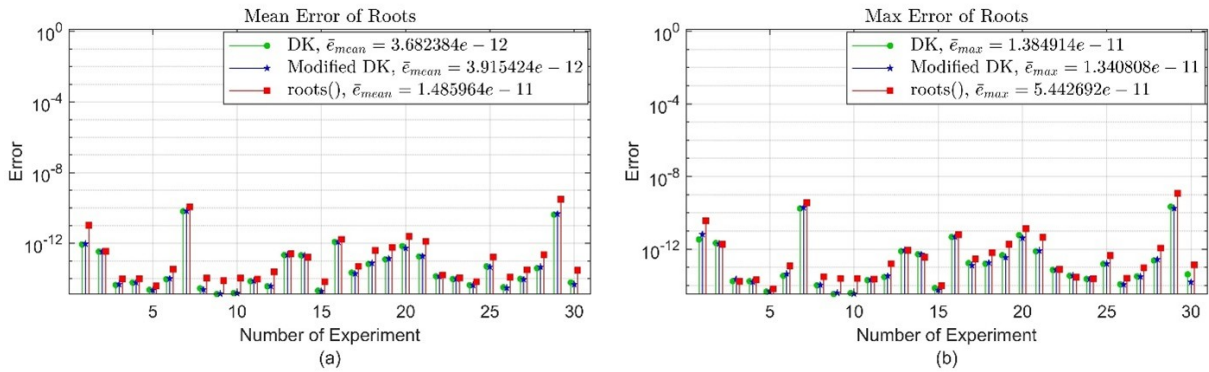 Mean Error of Roots
10^0
10^-4
10^-8
10^-12
Error
DK, ē_mean = 3.682384e − 12
Modified DK, ē_mean = 3.915424e − 12
roots(), ē_mean = 1.485964e − 11
5 10 15 20 25 30
Number of Experiment
(a)
Max Error of Roots
10^0
10^-4
10^-8
10^-12
Error
DK, ē_max = 1.384914e − 11
Modified DK, ē_max = 1.340808e − 11
roots(), ē_max = 5.442692e − 11
5 10 15 20 25 30
Number of Experiment
(b)